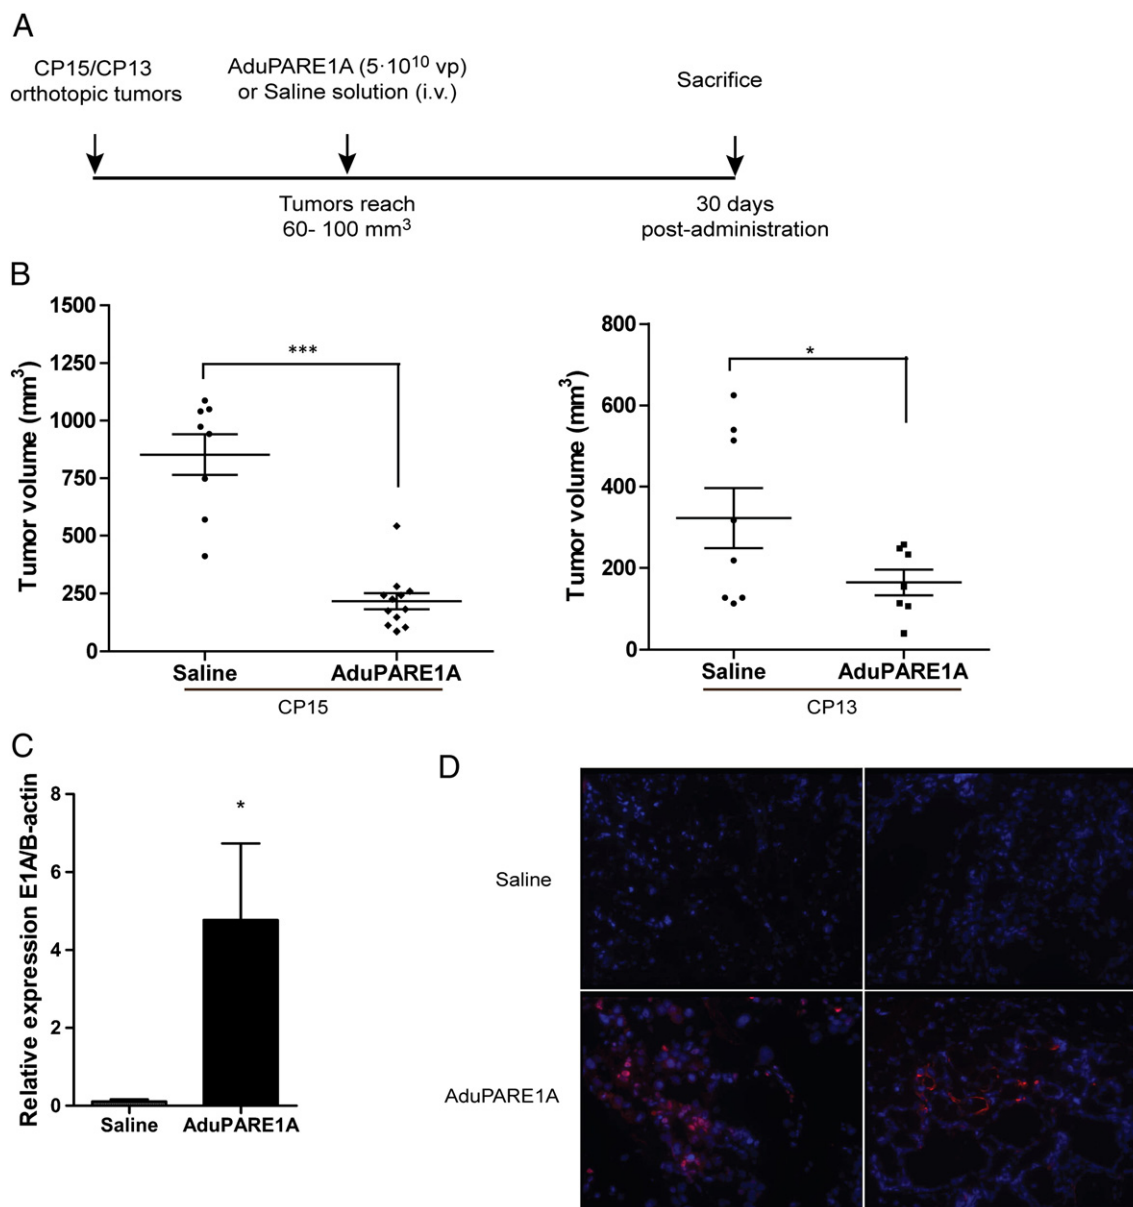 A
CP15/CP13
orthotopic tumors
AduPARE1A (5·10¹⁰ vp)
or Saline solution (i.v.)
Sacrifice
Tumors reach
60- 100 mm³
30 days
post-administration
B
Tumor volume (mm³)
1500
1250
1000
750
500
250
0
***
Saline
AduPARE1A
CP15
Tumor volume (mm³)
800
600
400
200
0
*
Saline
AduPARE1A
CP13
C
Relative expression E1A/B-actin
8
6
4
2
0
*
Saline
AduPARE1A
D
Saline
AduPARE1A